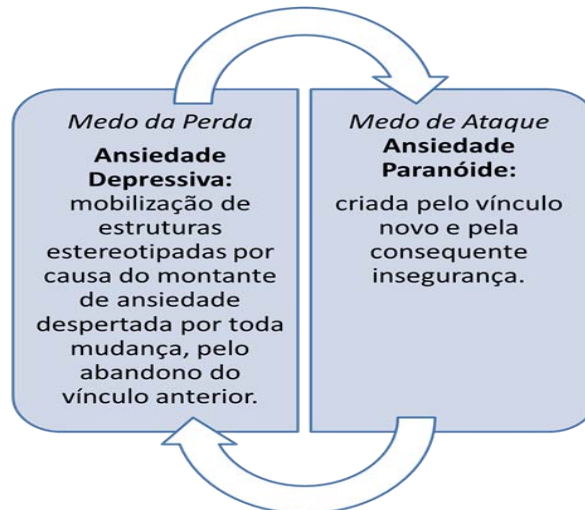 Medo da Perda
Ansiedade
Depressiva:
mobilização de
estruturas
estereotipadas por
causa do montante
de ansiedade
despertada por toda
mudança, pelo
abandono do
vínculo anterior.
Medo de Ataque
Ansiedade
Paranóide:
criada pelo vínculo
novo e pela
consequente
insegurança.